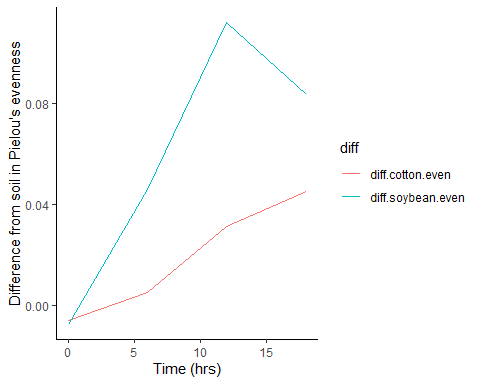 Difference from soil in Pielou's evenness
0.08
0.04
0.00
0
5
10
15
Time (hrs)
diff
diff.cotton.even
diff.soybean.even